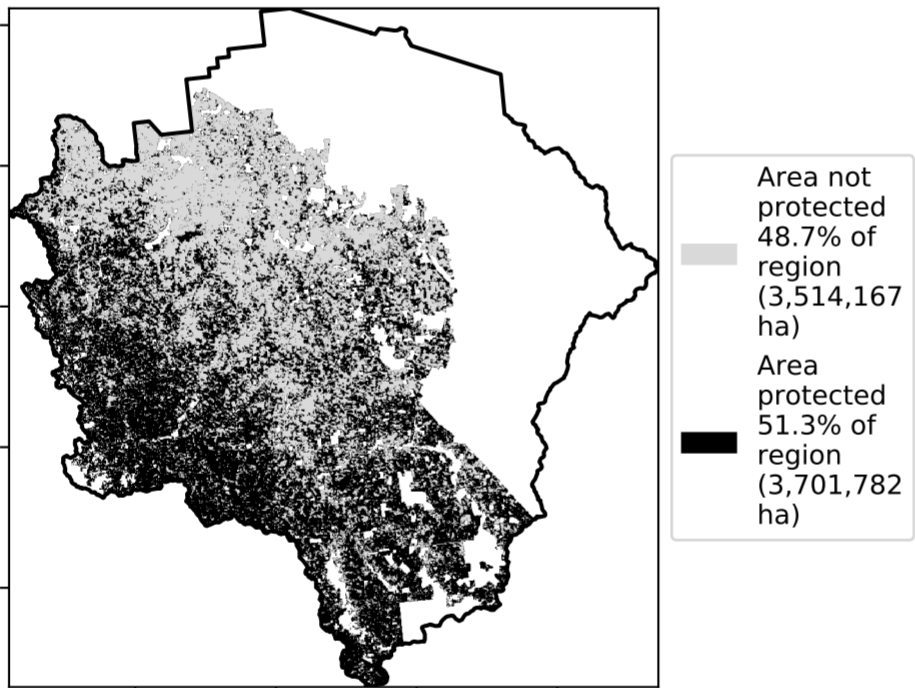 Area not
protected
48.7% of
region
(3,514,167
ha)
Area
protected
51.3% of
region
(3,701,782
ha)